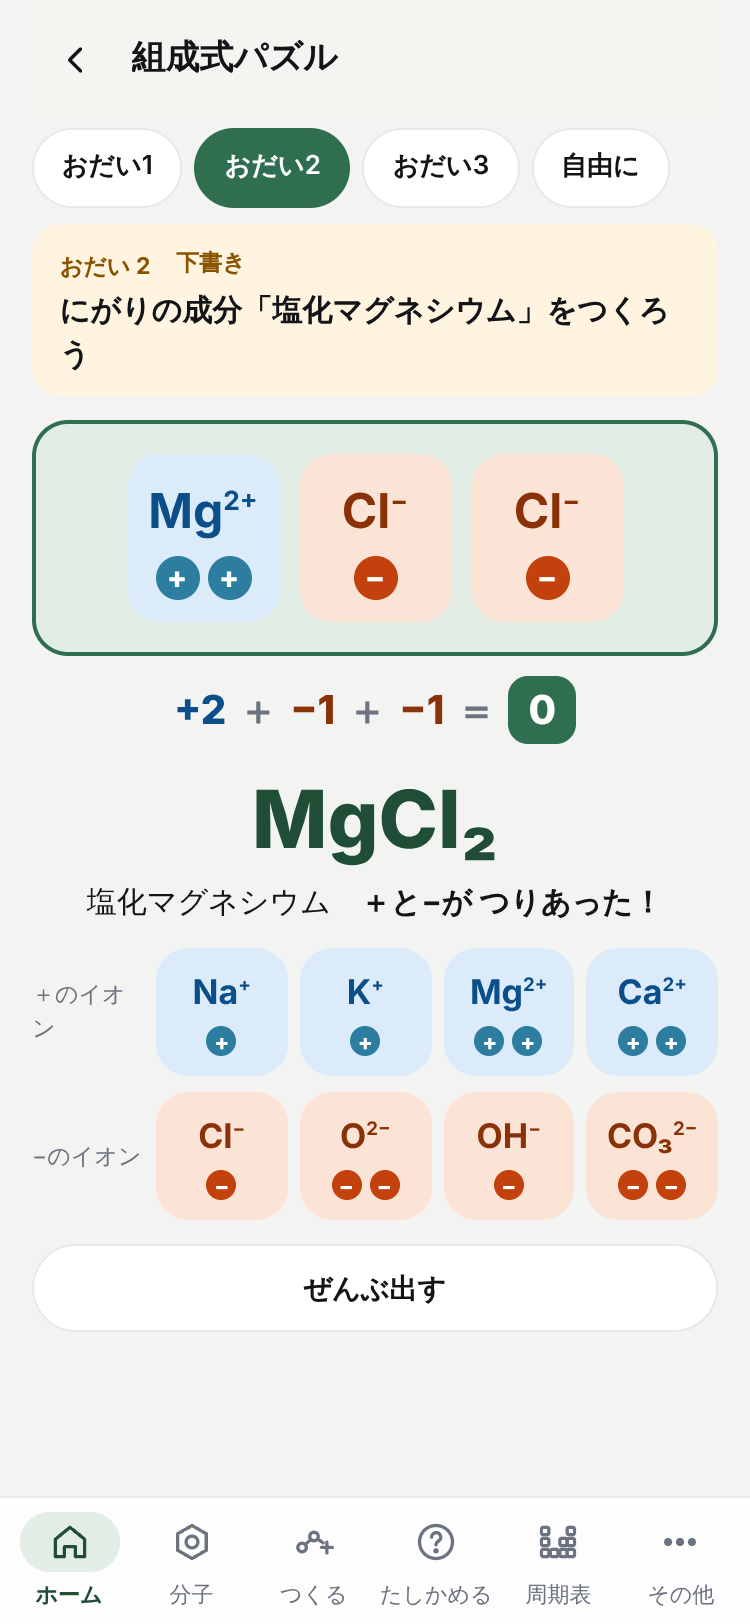 組成式パズル
おだい1 おだい2 おだい3 自由に
おだい 2 下書き
にがりの成分「塩化マグネシウム」をつくろ
う
Mg²⁺ Cl⁻ Cl⁻
+ + − −
+2 + −1 + −1 = 0
MgCl₂
塩化マグネシウム +と−が つりあった！
+のイオ
ン
Na⁺ K⁺ Mg²⁺ Ca²⁺
+ + + + + +
−のイオン
Cl⁻ O²⁻ OH⁻ CO₃²⁻
− − − − − −
ぜんぶ出す
ホーム 分子 つくる たしかめる 周期表 その他